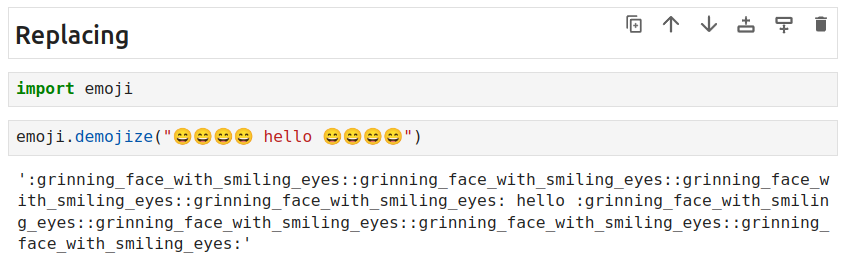 Replacing
import emoji
emoji.demojize("😄😄😄😄 hello 😄😄😄😄")
':grinning_face_with_smiling_eyes::grinning_face_with_smiling_eyes::grinning_face_w
ith_smiling_eyes::grinning_face_with_smiling_eyes: hello :grinning_face_with_smilin
g_eyes::grinning_face_with_smiling_eyes::grinning_face_with_smiling_eyes::grinning_
face_with_smiling_eyes:'